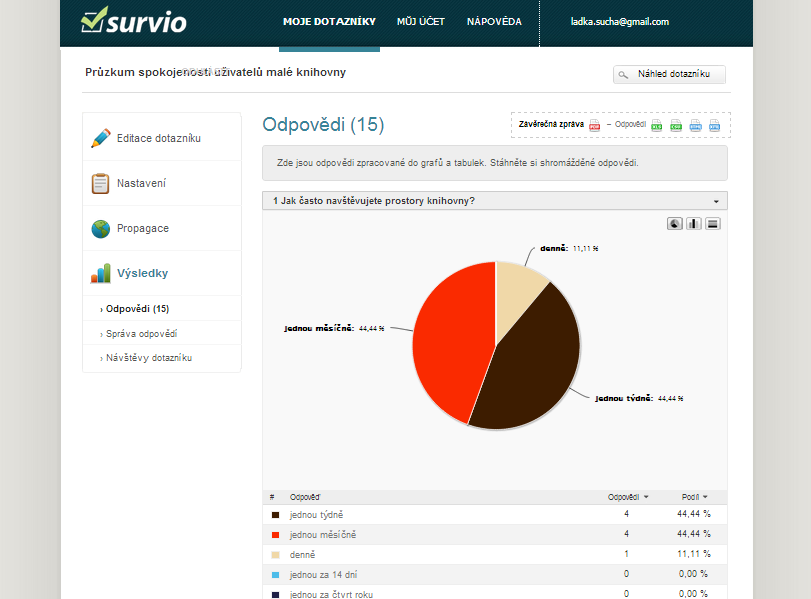 survio
MOJE DOTAZNÍKY
MŮJ ÚČET
NÁPOVĚDA
ladka.sucha@gmail.com
Průzkum spokojenosti uživatelů malé knihovny
Náhled dotazníku
Editace dotazníku
Nastavení
Propagace
Výsledky
› Odpovědi (15)
› Správa odpovědí
› Návštěvy dotazníku
Odpovědi (15)
Závěrečná zpráva – Odpovědi
Zde jsou odpovědi zpracované do grafů a tabulek. Stáhněte si shromážděné odpovědi.
1 Jak často navštěvujete prostory knihovny?
denně: 11,11 %
jednou měsíčně: 44,44 %
jednou týdně: 44,44 %
# Odpověď Odpovědi Podíl
jednou týdně 4 44,44 %
jednou měsíčně 4 44,44 %
denně 1 11,11 %
jednou za 14 dní 0 0,00 %
jednou za čtvrt roku 0 0,00 %